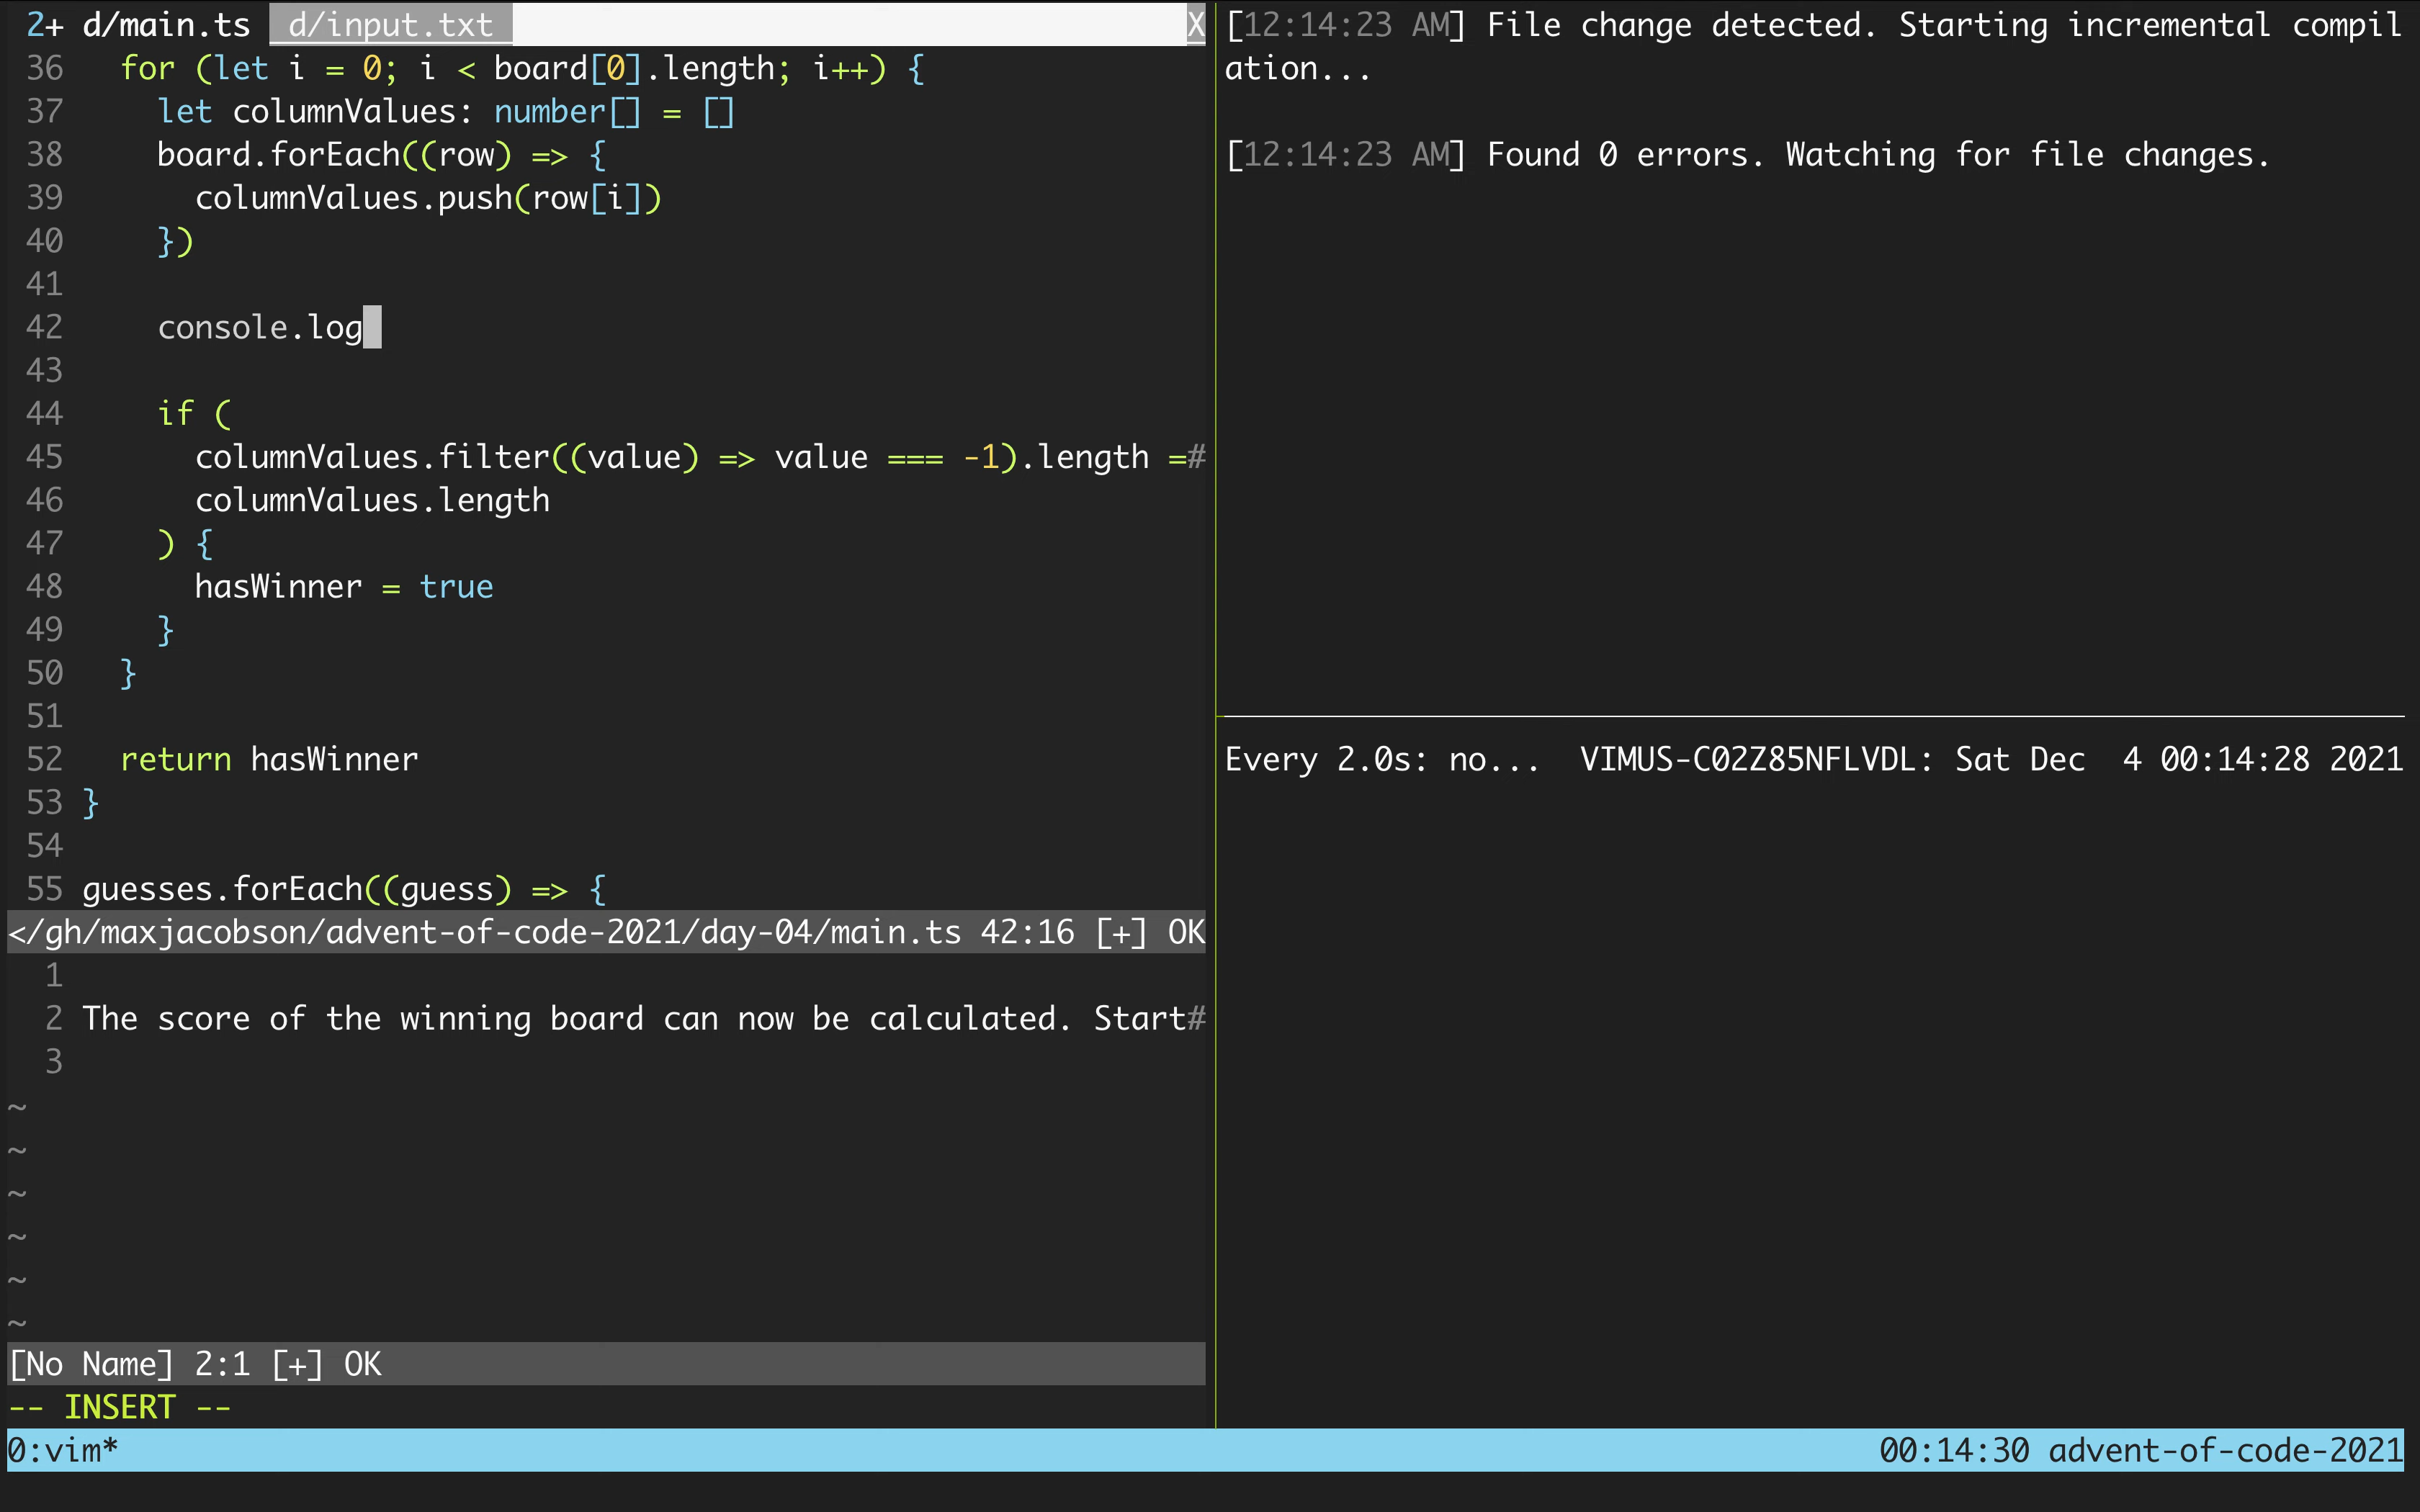 2+ d/main.ts  d/input.txt X
36   for (let i = 0; i < board[0].length; i++) {
37     let columnValues: number[] = []
38     board.forEach((row) => {
39       columnValues.push(row[i])
40     })
41
42     console.log
43
44     if (
45       columnValues.filter((value) => value === -1).length =#
46       columnValues.length
47     ) {
48       hasWinner = true
49     }
50   }
51
52   return hasWinner
53 }
54
55 guesses.forEach((guess) => {
</gh/maxjacobson/advent-of-code-2021/day-04/main.ts 42:16 [+] OK
1
2 The score of the winning board can now be calculated. Start#
3
~
~
~
~
~
~
[No Name] 2:1 [+] OK
-- INSERT --
[12:14:23 AM] File change detected. Starting incremental compil
ation...
[12:14:23 AM] Found 0 errors. Watching for file changes.
Every 2.0s: no...  VIMUS-C02Z85NFLVDL: Sat Dec  4 00:14:28 2021
0:vim* 00:14:30 advent-of-code-2021